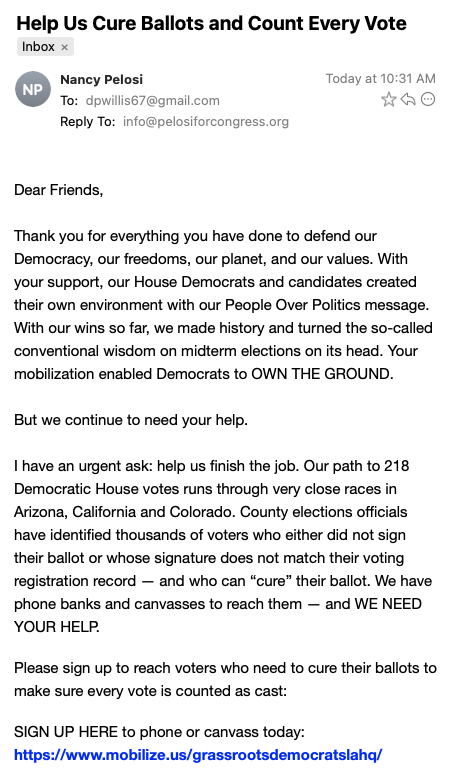 Help Us Cure Ballots and Count Every Vote
Inbox ×
NP
Nancy Pelosi
Today at 10:31 AM
To: dpwillis67@gmail.com
Reply To: info@pelosiforcongress.org
Dear Friends,
Thank you for everything you have done to defend our
Democracy, our freedoms, our planet, and our values. With
your support, our House Democrats and candidates created
their own environment with our People Over Politics message.
With our wins so far, we made history and turned the so-called
conventional wisdom on midterm elections on its head. Your
mobilization enabled Democrats to OWN THE GROUND.
But we continue to need your help.
I have an urgent ask: help us finish the job. Our path to 218
Democratic House votes runs through very close races in
Arizona, California and Colorado. County elections officials
have identified thousands of voters who either did not sign
their ballot or whose signature does not match their voting
registration record — and who can “cure” their ballot. We have
phone banks and canvasses to reach them — and WE NEED
YOUR HELP.
Please sign up to reach voters who need to cure their ballots to
make sure every vote is counted as cast:
SIGN UP HERE to phone or canvass today:
https://www.mobilize.us/grassrootsdemocratslahq/